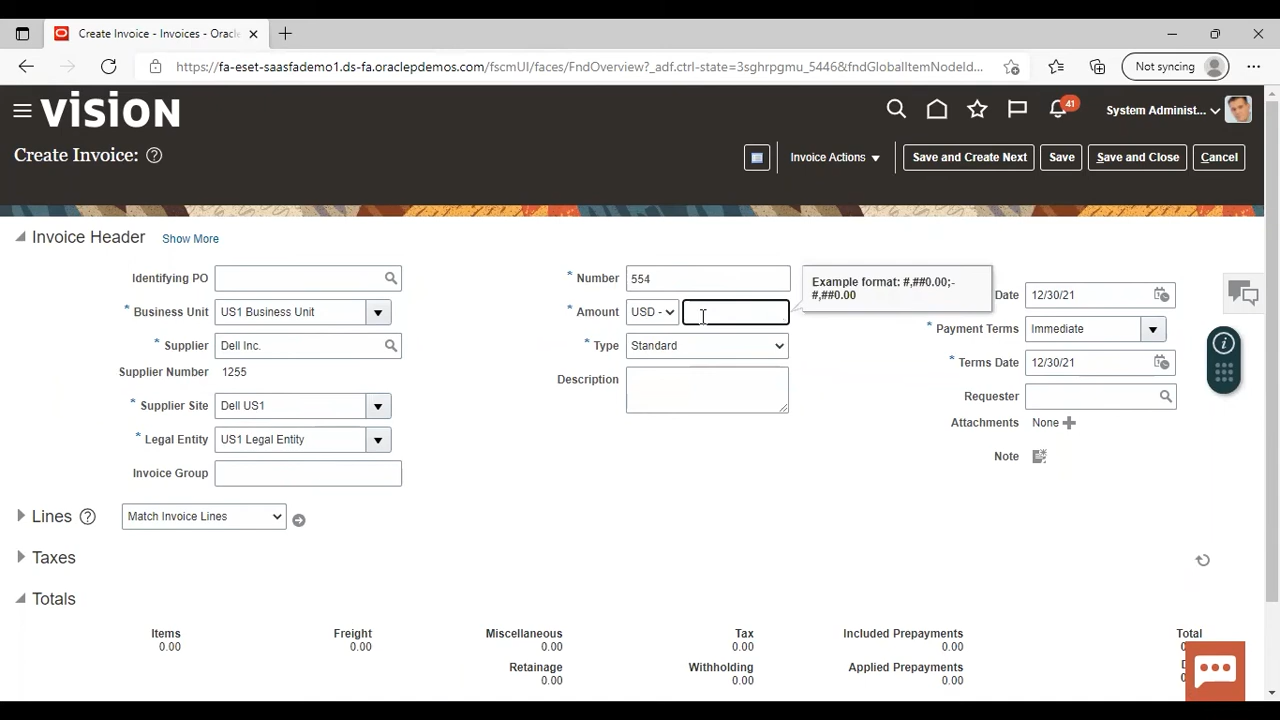 Create Invoice - Invoices - Oracle
https://fa-eset-saasfademo1.ds-fa.oraclepdemos.com/fscmUI/faces/FndOverview?_adf.ctrl-state=3sghrpgmu_5446&fndGlobalItemNodeId...
Not syncing
VISION
41
System Administ...
Create Invoice:
Invoice Actions
Save and Create Next
Save
Save and Close
Cancel
Invoice Header
Show More
Identifying PO
* Business Unit US1 Business Unit
* Supplier Dell Inc.
Supplier Number 1255
* Supplier Site Dell US1
* Legal Entity US1 Legal Entity
Invoice Group
* Number 554
* Amount USD -
* Type Standard
Description
Example format: #,##0.00;-
#,##0.00
Date 12/30/21
* Payment Terms Immediate
* Terms Date 12/30/21
Requester
Attachments None
Note
Lines
Match Invoice Lines
Taxes
Totals
Items Freight Miscellaneous Tax Included Prepayments Total
0.00 0.00 0.00 0.00 0.00
Retainage Withholding Applied Prepayments
0.00 0.00 0.00